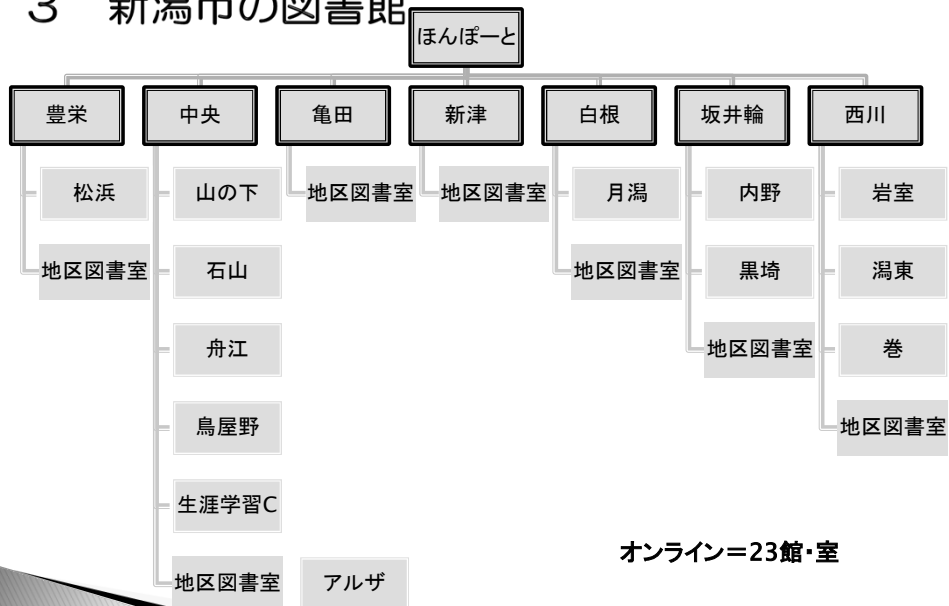 3 新潟市の図書館
ほんぽーと
豊栄
中央
亀田
新津
白根
坂井輪
西川
松浜
山の下
地区図書室
地区図書室
月潟
内野
岩室
地区図書室
石山
地区図書室
黒埼
潟東
舟江
地区図書室
巻
鳥屋野
地区図書室
生涯学習C
オンライン=23館・室
地区図書室
アルザ